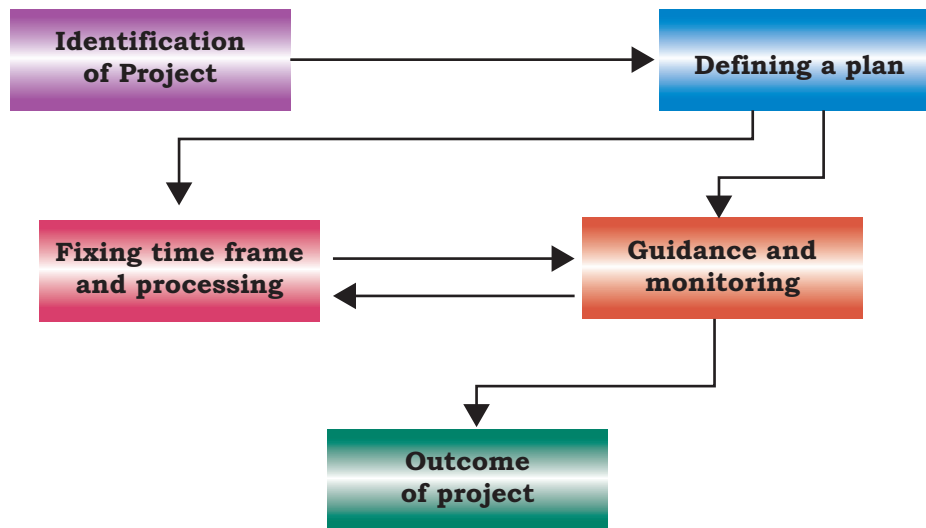 Identification
of Project
Defining a plan
Fixing time frame
and processing
Guidance and
monitoring
Outcome
of project